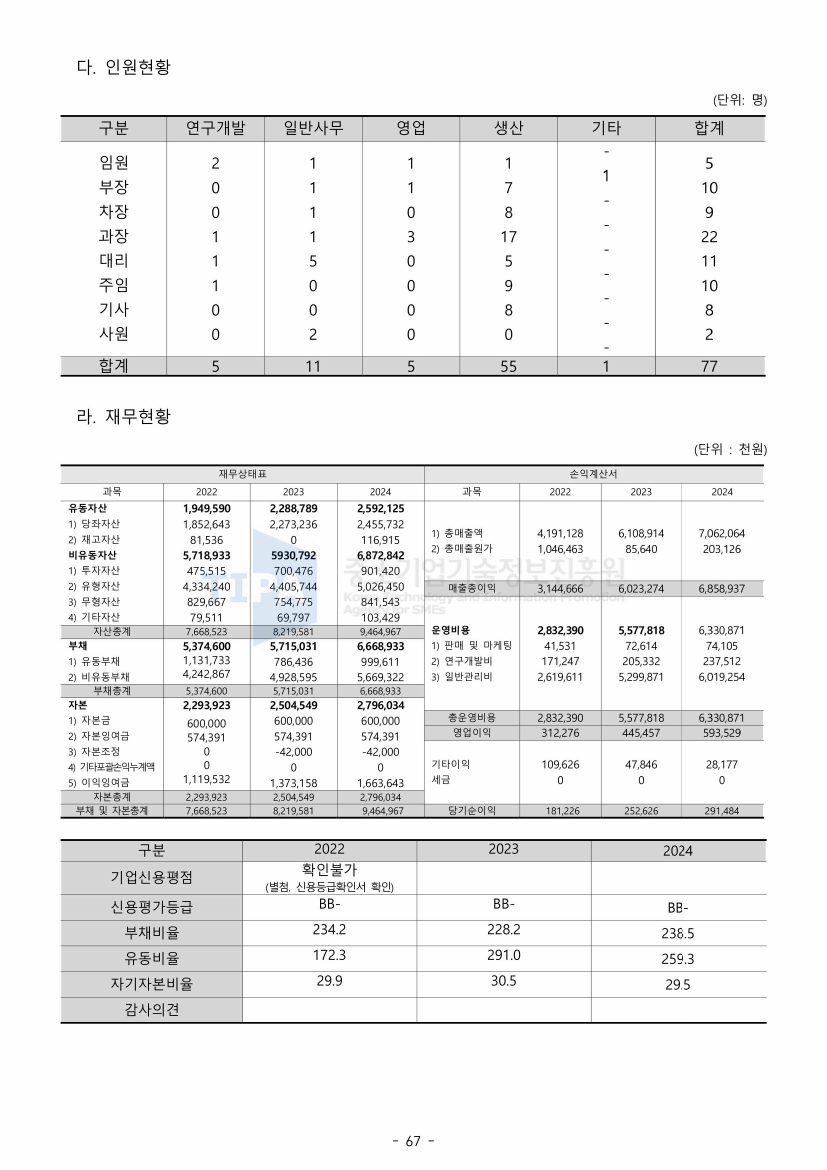 다. 인원현황
(단위: 명)
구분 연구개발 일반사무 영업 생산 기타 합계
임원 2 1 1 1 - 5
부장 0 1 1 7 1 10
차장 0 1 0 8 - 9
과장 1 1 3 17 - 22
대리 1 5 0 5 - 11
주임 1 0 0 9 - 10
기사 0 0 0 8 - 8
사원 0 2 0 0 - 2
-
합계 5 11 5 55 1 77
라. 재무현황
(단위 : 천원)
재무상태표 손익계산서
과목 2022 2023 2024 과목 2022 2023 2024
유동자산 1,949,590 2,288,789 2,592,125
1) 당좌자산 1,852,643 2,273,236 2,455,732
1) 총매출액 4,191,128 6,108,914 7,062,064
2) 재고자산 81,536 0 116,915
2) 총매출원가 1,046,463 85,640 203,126
비유동자산 5,718,933 5930,792 6,872,842
1) 투자자산 475,515 700,476 901,420
2) 유형자산 4,334,240 4,405,744 5,026,450 매출총이익 3,144,666 6,023,274 6,858,937
3) 무형자산 829,667 754,775 841,543
4) 기타자산 79,511 69,797 103,429
자산총계 7,668,523 8,219,581 9,464,967 운영비용 2,832,390 5,577,818 6,330,871
부채 5,374,600 5,715,031 6,668,933 1) 판매 및 마케팅 41,531 72,614 74,105
1) 유동부채 1,131,733 786,436 999,611 2) 연구개발비 171,247 205,332 237,512
2) 비유동부채 4,242,867 4,928,595 5,669,322 3) 일반관리비 2,619,611 5,299,871 6,019,254
부채총계 5,374,600 5,715,031 6,668,933
자본 2,293,923 2,504,549 2,796,034
1) 자본금 600,000 600,000 600,000 총운영비용 2,832,390 5,577,818 6,330,871
2) 자본잉여금 574,391 574,391 574,391 영업이익 312,276 445,457 593,529
3) 자본조정 0 -42,000 -42,000
4) 기타포괄손익누계액 0 0 0 기타이익 109,626 47,846 28,177
5) 이익잉여금 1,119,532 1,373,158 1,663,643 세금 0 0 0
자본총계 2,293,923 2,504,549 2,796,034
부채 및 자본총계 7,668,523 8,219,581 9,464,967 당기순이익 181,226 252,626 291,484
TIPA 중소기업기술정보진흥원
Korea Technology and Information Promotion
Agency for SMEs
구분 2022 2023 2024
기업신용평점 확인불가
(별첨. 신용등급확인서 확인)
신용평가등급 BB- BB- BB-
부채비율 234.2 228.2 238.5
유동비율 172.3 291.0 259.3
자기자본비율 29.9 30.5 29.5
감사의견
- 67 -